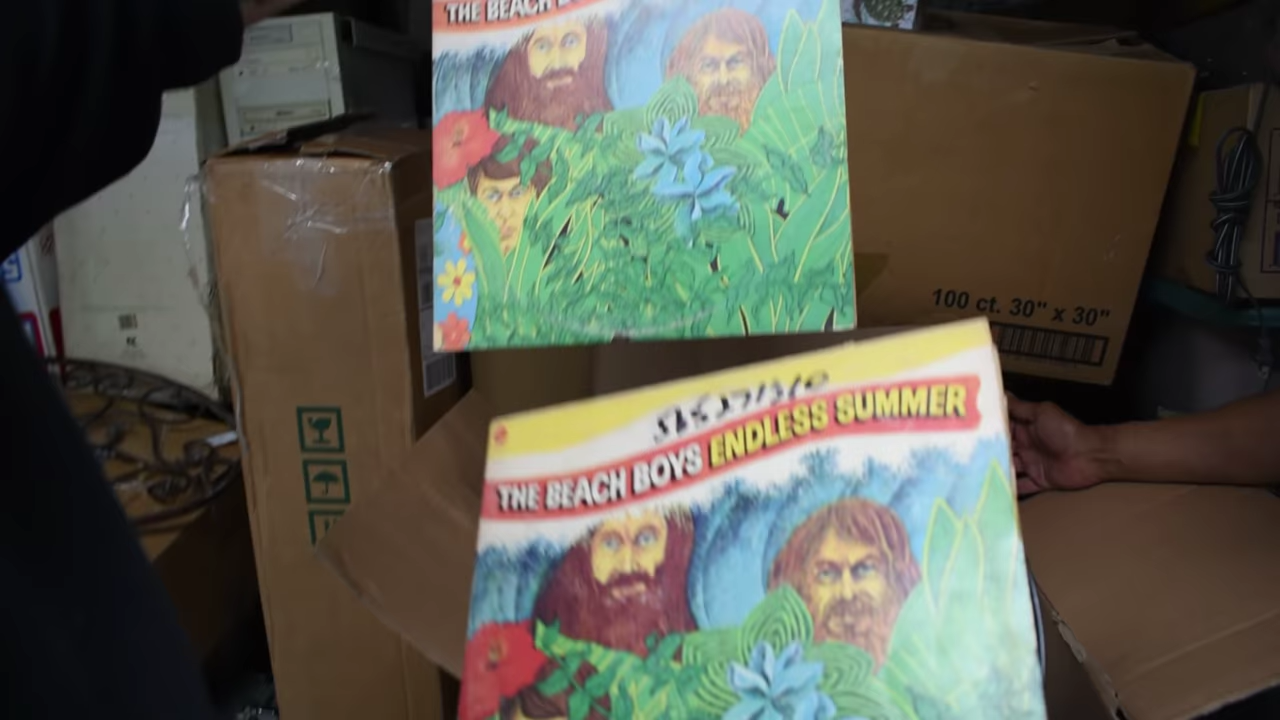 THE BEACH
100 ct. 30" x 30"
THE BEACH BOYS ENDLESS SUMMER